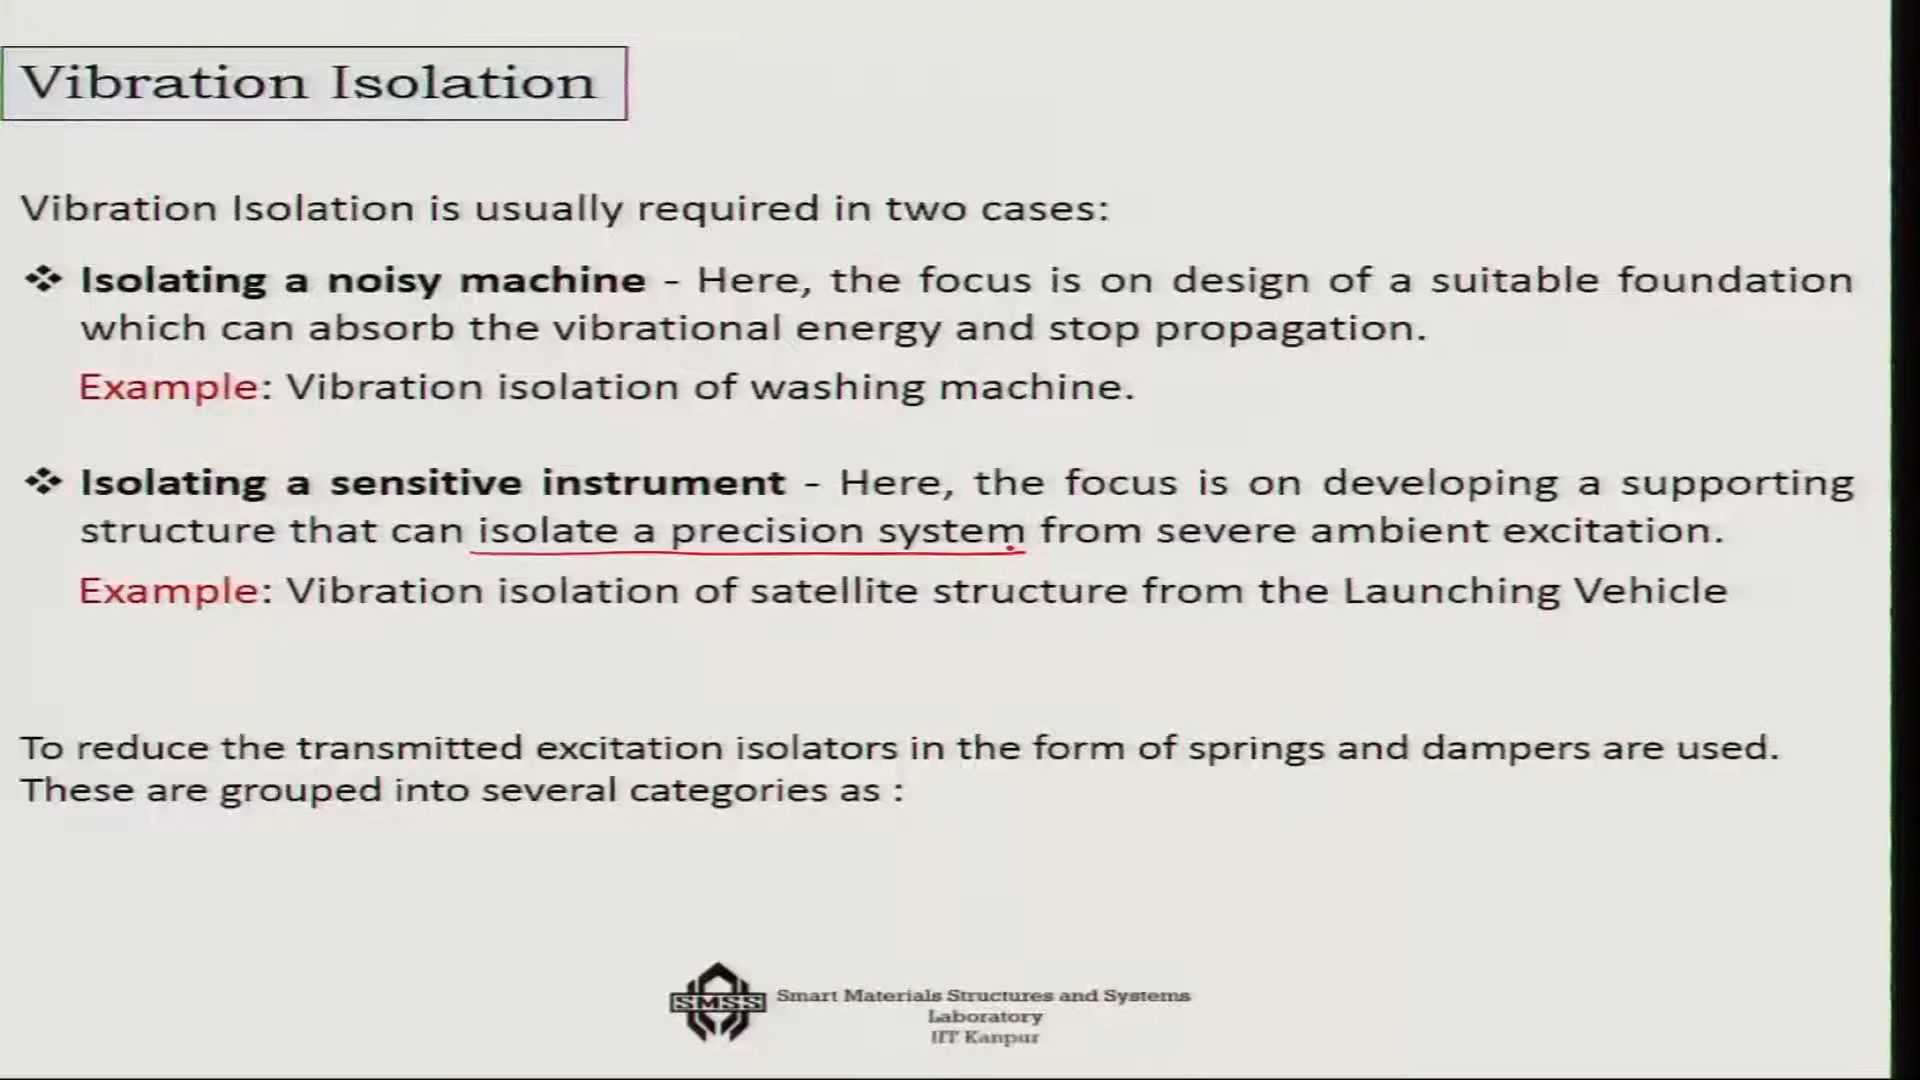 Vibration Isolation
Vibration Isolation is usually required in two cases:
❖ Isolating a noisy machine - Here, the focus is on design of a suitable foundation
which can absorb the vibrational energy and stop propagation.
Example: Vibration isolation of washing machine.
❖ Isolating a sensitive instrument - Here, the focus is on developing a supporting
structure that can isolate a precision system from severe ambient excitation.
Example: Vibration isolation of satellite structure from the Launching Vehicle
To reduce the transmitted excitation isolators in the form of springs and dampers are used.
These are grouped into several categories as :
SMSS
Smart Materials Structures and Systems
Laboratory
IIT Kanpur